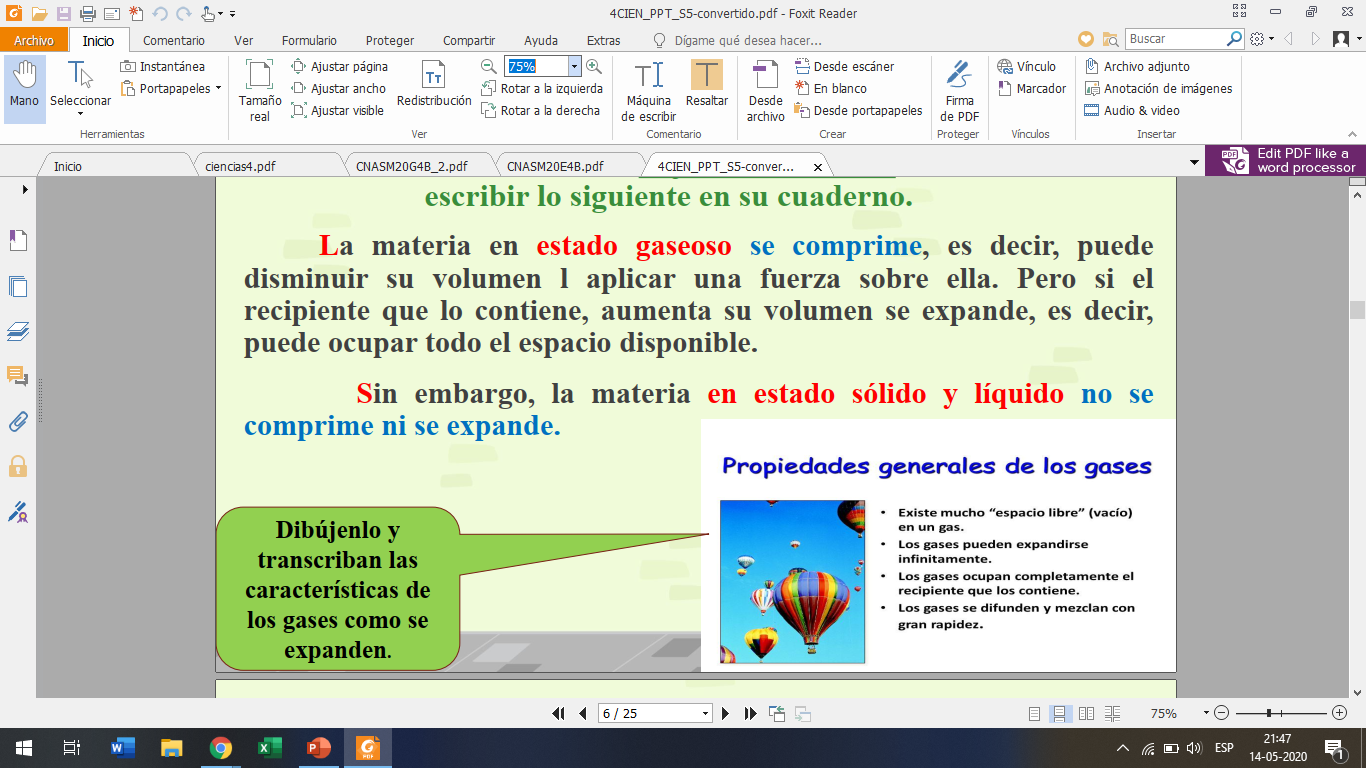 4CIEN_PPT_S5-convertido.pdf - Foxit Reader
Archivo Inicio Comentario Ver Formulario Proteger Compartir Ayuda Extras Dígame qué desea hacer... Buscar
Mano
Seleccionar
Instantánea
Portapapeles
Herramientas
Tamaño
real
Ajustar página
Ajustar ancho
Ajustar visible
Redistribución
75%
Rotar a la izquierda
Rotar a la derecha
Ver
Máquina
de escribir
Resaltar
Comentario
Desde
archivo
Desde escáner
En blanco
Desde portapapeles
Crear
Firma
de PDF
Proteger
Vínculo
Marcador
Vínculos
Archivo adjunto
Anotación de imágenes
Audio & video
Insertar
Inicio ciencias4.pdf CNASM20G4B_2.pdf CNASM20E4B.pdf 4CIEN_PPT_S5-conver...
Edit PDF like a
word processor
escribir lo siguiente en su cuaderno.
La materia en estado gaseoso se comprime, es decir, puede
disminuir su volumen l aplicar una fuerza sobre ella. Pero si el
recipiente que lo contiene, aumenta su volumen se expande, es decir,
puede ocupar todo el espacio disponible.
Sin embargo, la materia en estado sólido y líquido no se
comprime ni se expande.
Propiedades generales de los gases
• Existe mucho “espacio libre” (vacío)
en un gas.
• Los gases pueden expandirse
infinitamente.
• Los gases ocupan completamente el
recipiente que los contiene.
• Los gases se difunden y mezclan con
gran rapidez.
Dibújenlo y
transcriban las
características de
los gases como se
expanden.
6 / 25
75%
ESP
21:47
14-05-2020
1